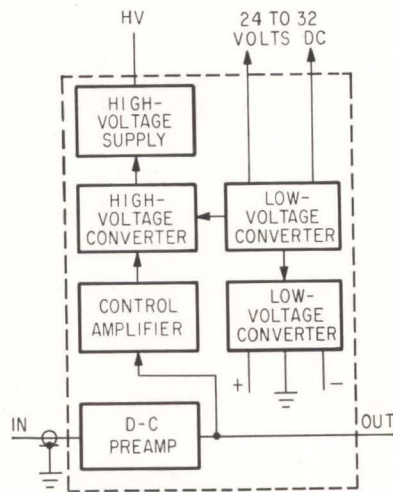 HV
24 TO 32
VOLTS DC
HIGH-
VOLTAGE
SUPPLY
HIGH-
VOLTAGE
CONVERTER
LOW-
VOLTAGE
CONVERTER
CONTROL
AMPLIFIER
LOW-
VOLTAGE
CONVERTER
+
−
IN
D-C
PREAMP
OUT